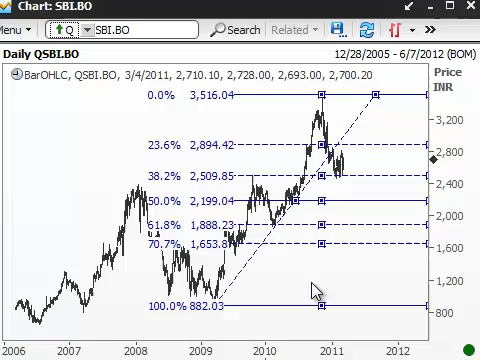 Chart: SBI.BO
Menu Q SBI.BO Search Related
Daily QSBI.BO 12/28/2005 - 6/7/2012 (BOM)
BarOHLC, QSBI.BO, 3/4/2011, 2,710.10, 2,728.00, 2,693.00, 2,700.20
Price
INR
0.0% 3,516.04
3,200
23.6% 2,894.42
2,800
38.2% 2,509.85
2,400
50.0% 2,199.04
2,000
61.8% 1,888.23
70.7% 1,653.8
1,600
1,200
100.0% 882.03
800
2006 2007 2008 2009 2010 2011 2012